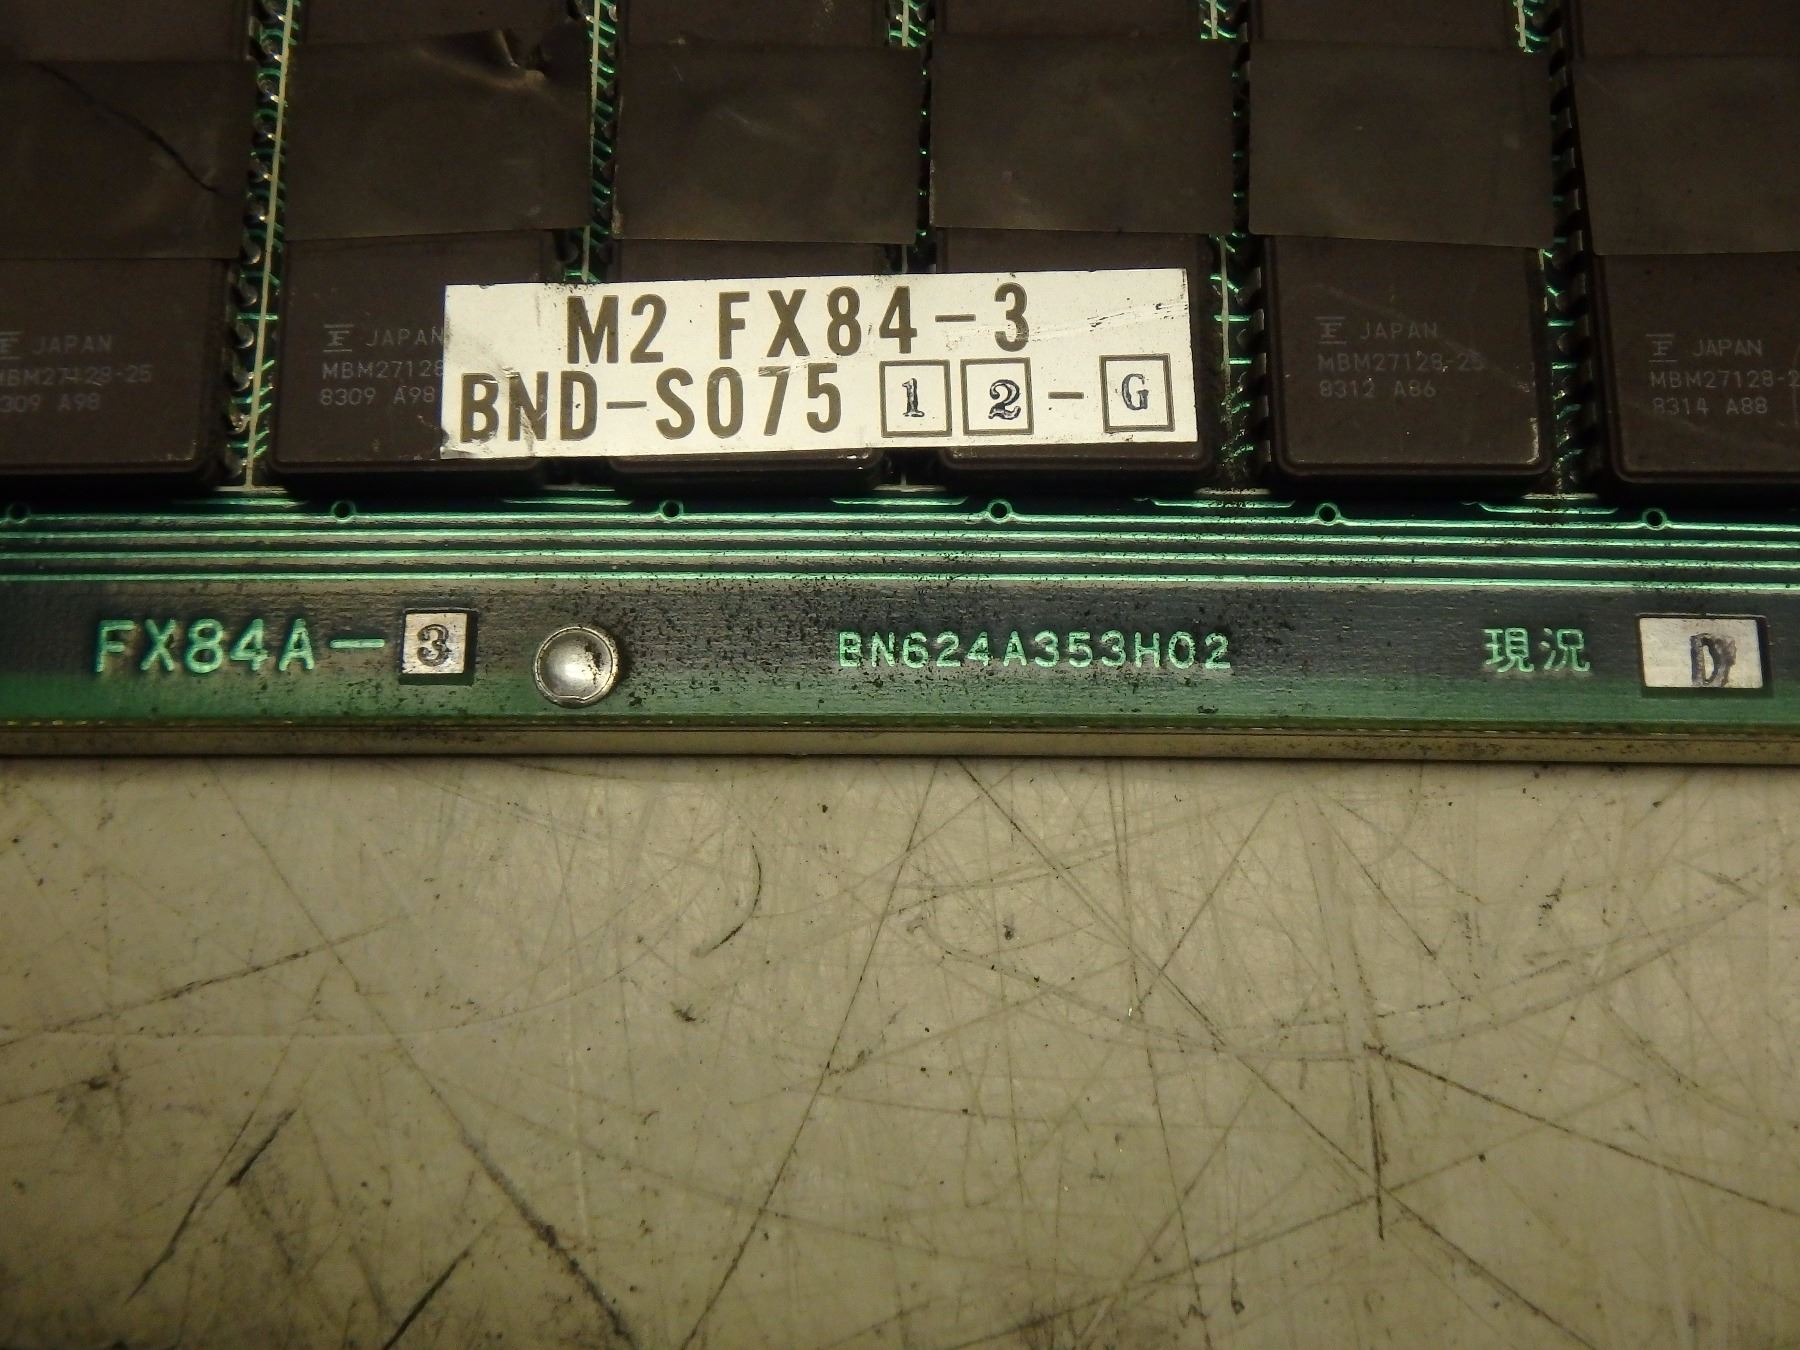 JAPAN
MBM27128-25
8309 A98
JAPAN
MBM27128
8309 A98
M2 FX84-3
BND-S075 1 2 - G
JAPAN
MBM27128-25
8312 A86
JAPAN
MBM27128-2
8314 A88
FX84A-3
BN624A353H02
現況 D